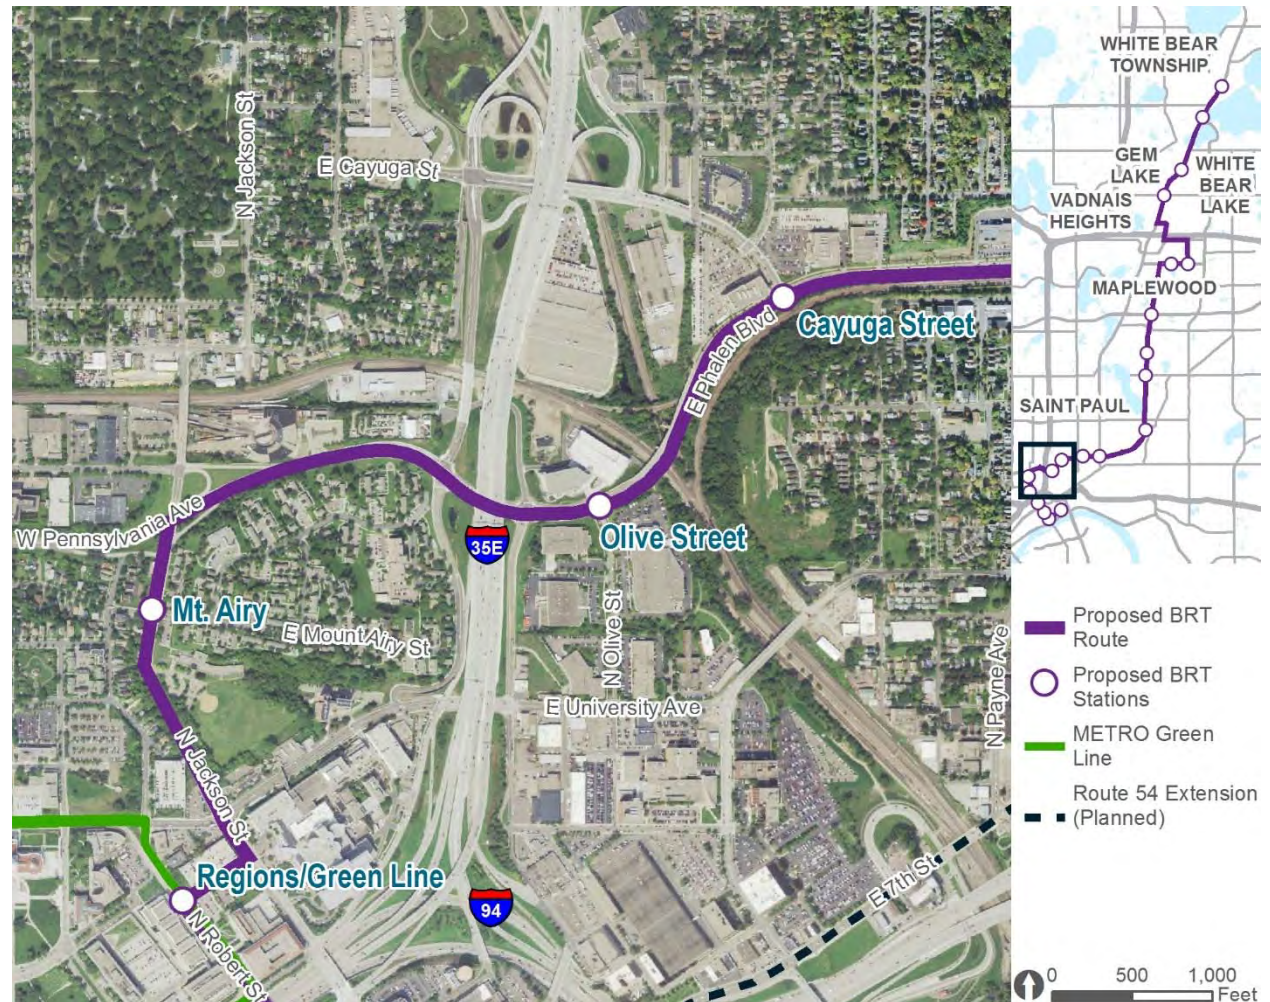 N Jackson St
E Cayuga St
Cayuga Street
E Phalen Blvd
W Pennsylvania Ave
35E
Olive Street
Mt. Airy
E Mount Airy St
N Olive St
E University Ave
N Payne Ave
N Jackson St
Regions/Green Line
94
E 7th St
N Robert St
WHITE BEAR
TOWNSHIP
GEM
LAKE
WHITE
BEAR
LAKE
VADNAIS
HEIGHTS
MAPLEWOOD
SAINT PAUL
Proposed BRT
Route
Proposed BRT
Stations
METRO Green
Line
Route 54 Extension
(Planned)
0 500 1,000
Feet